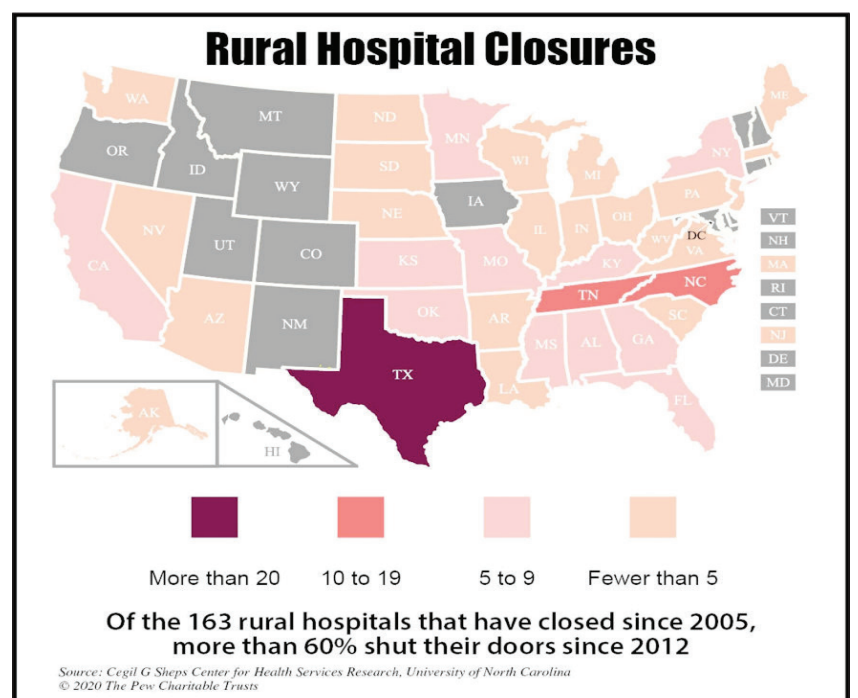 Rural Hospital Closures
WA
MT
ND
MN
ME
OR
ID
SD
WI
MI
NY
WY
IA
NE
PA
NV
UT
CO
IL
IN
OH
WV
DC
VA
CA
KS
MO
KY
AZ
NM
OK
AR
TN
NC
SC
TX
MS
AL
GA
LA
FL
AK
HI
VT
NH
MA
RI
CT
NJ
DE
MD
More than 20
10 to 19
5 to 9
Fewer than 5
Of the 163 rural hospitals that have closed since 2005,
more than 60% shut their doors since 2012
Source: Cegil G Sheps Center for Health Services Research, University of North Carolina
© 2020 The Pew Charitable Trusts